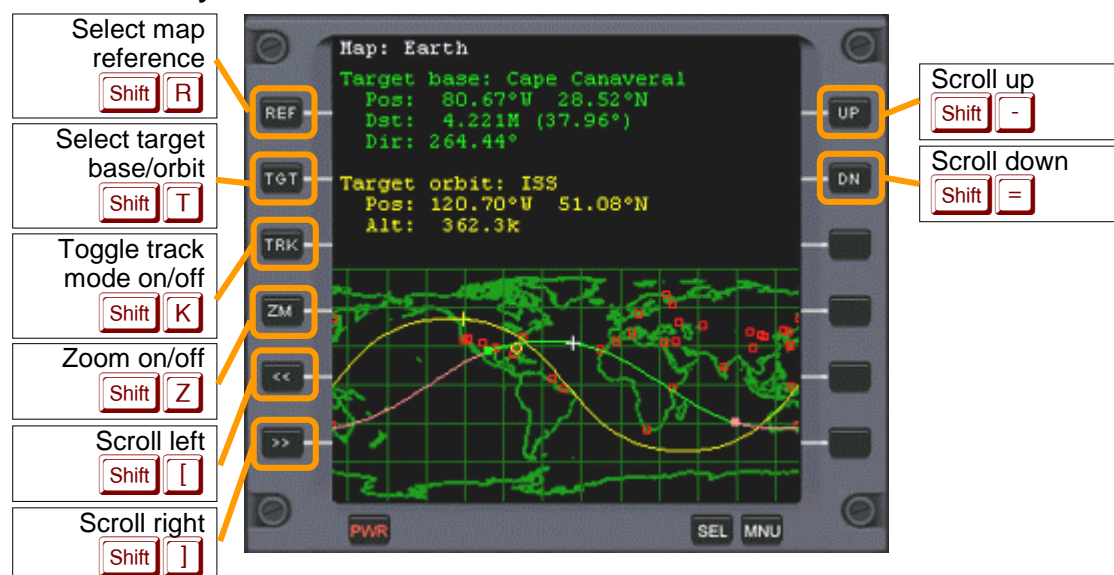 Select map
reference
Shift R
Select target
base/orbit
Shift T
Toggle track
mode on/off
Shift K
Zoom on/off
Shift Z
Scroll left
Shift [
Scroll right
Shift ]
REF
TGT
TRK
ZM
<<
>>
Map: Earth
Target base: Cape Canaveral
Pos: 80.67°W 28.52°N
Dst: 4.221M (37.96°)
Dir: 264.44°
Target orbit: ISS
Pos: 120.70°W 51.08°N
Alt: 362.3k
PWR
SEL
MNU
UP
DN
Scroll up
Shift -
Scroll down
Shift =